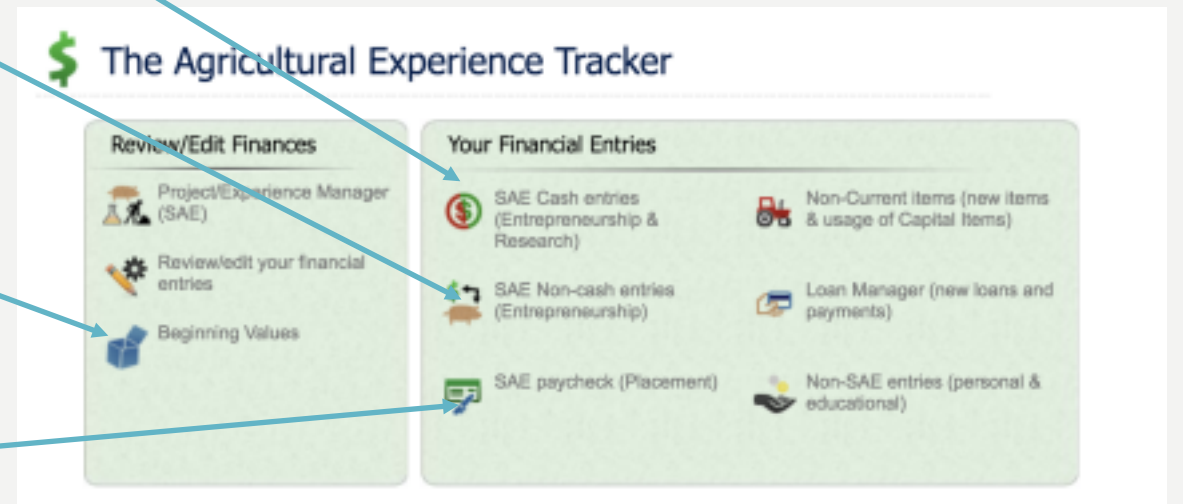 The Agricultural Experience Tracker
Review/Edit Finances
Project/Experience Manager
(SAE)
Review/edit your financial
entries
Beginning Values
Your Financial Entries
SAE Cash entries
(Entrepreneurship &
Research)
SAE Non-cash entries
(Entrepreneurship)
SAE paycheck (Placement)
Non-Current items (new items
& usage of Capital Items)
Loan Manager (new loans and
payments)
Non-SAE entries (personal &
educational)